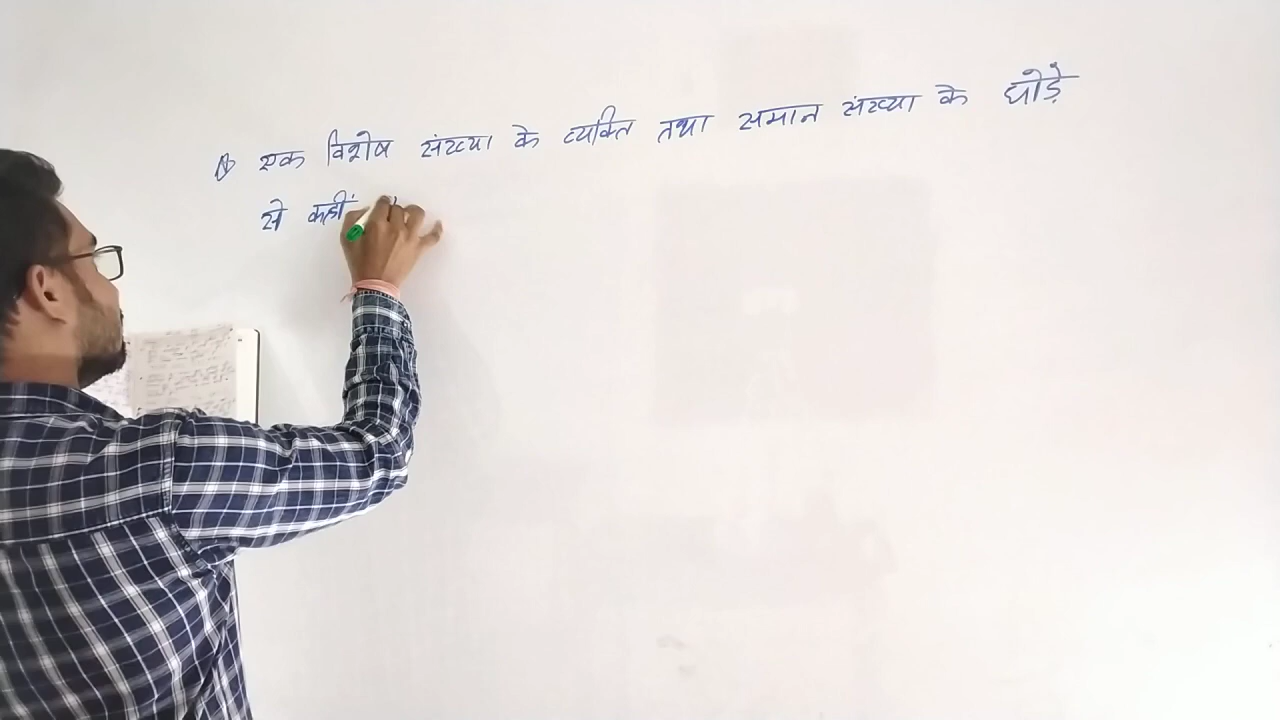 एक विशेष संख्या के व्यक्ति तथा समान संख्या के घोड़े
से कहीं